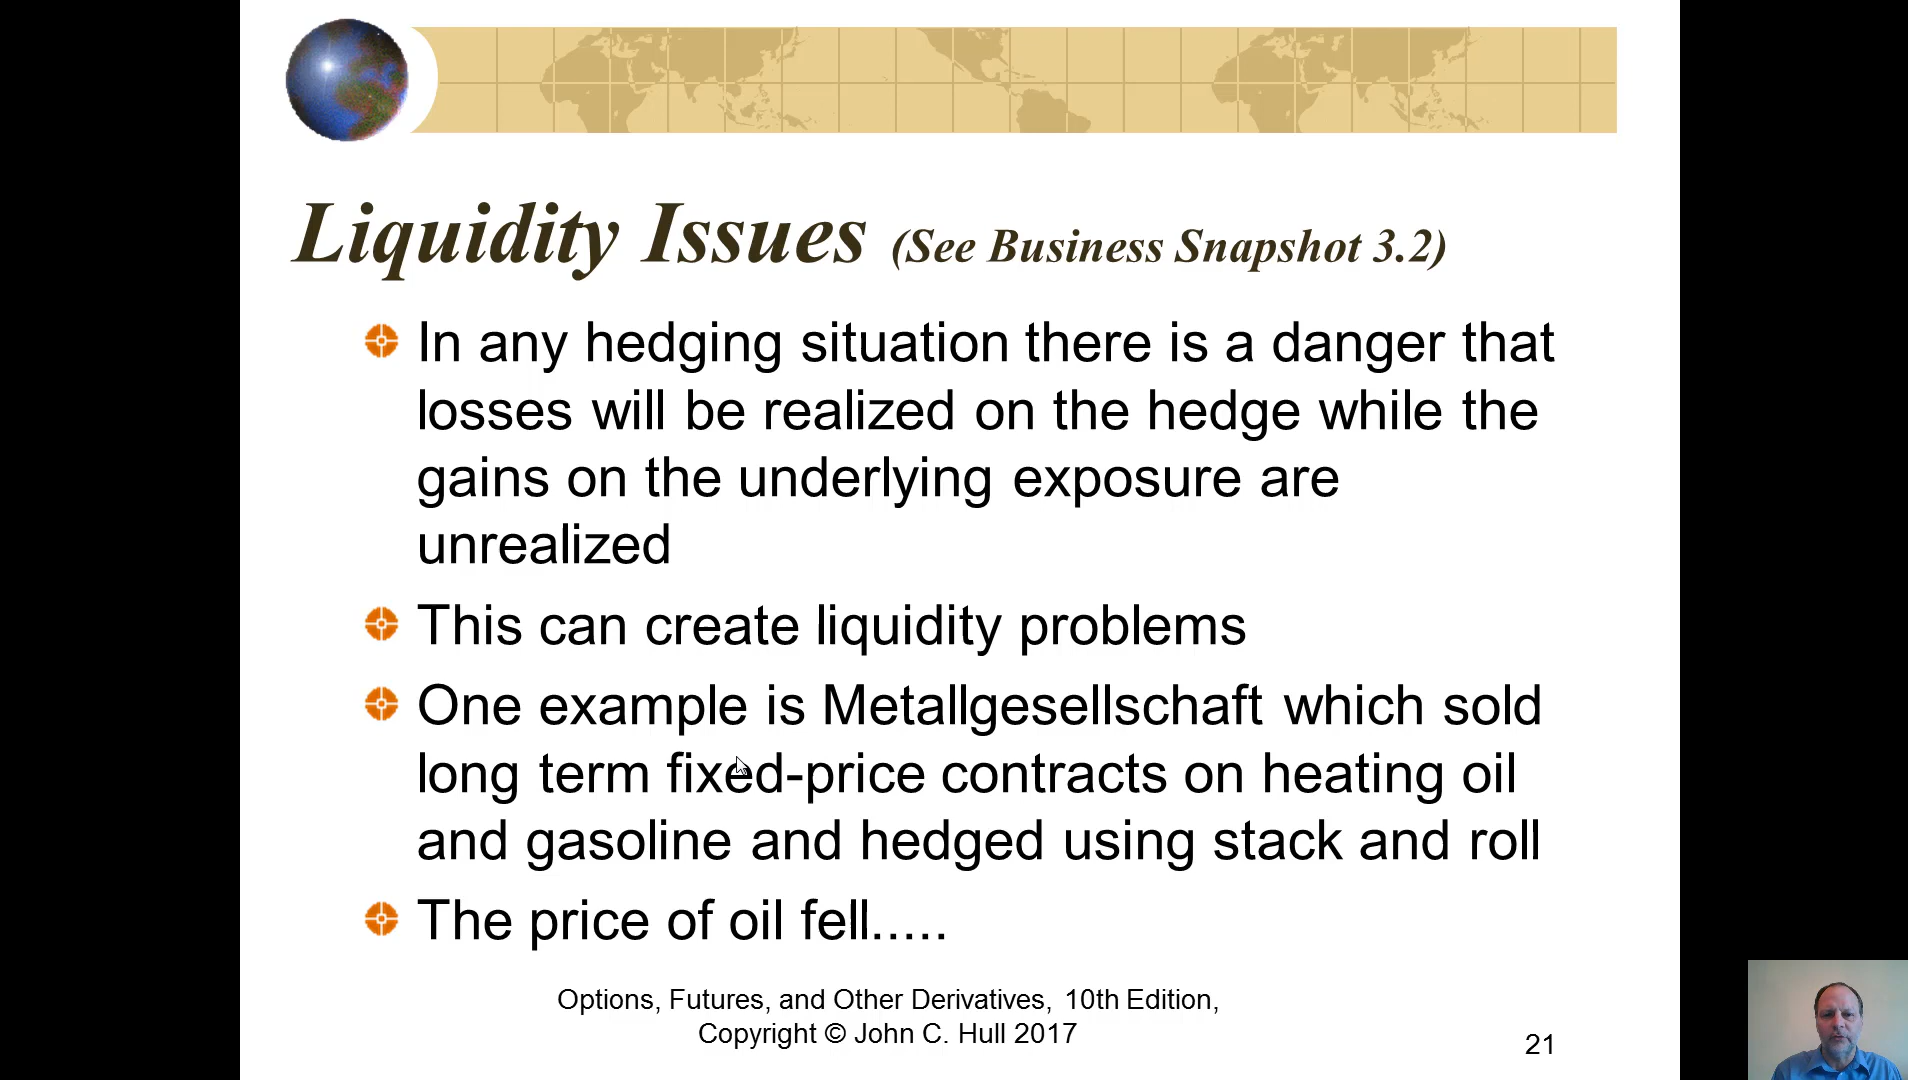 Liquidity Issues (See Business Snapshot 3.2)
In any hedging situation there is a danger that
losses will be realized on the hedge while the
gains on the underlying exposure are
unrealized
This can create liquidity problems
One example is Metallgesellschaft which sold
long term fixed-price contracts on heating oil
and gasoline and hedged using stack and roll
The price of oil fell.....
Options, Futures, and Other Derivatives, 10th Edition,
Copyright © John C. Hull 2017
21